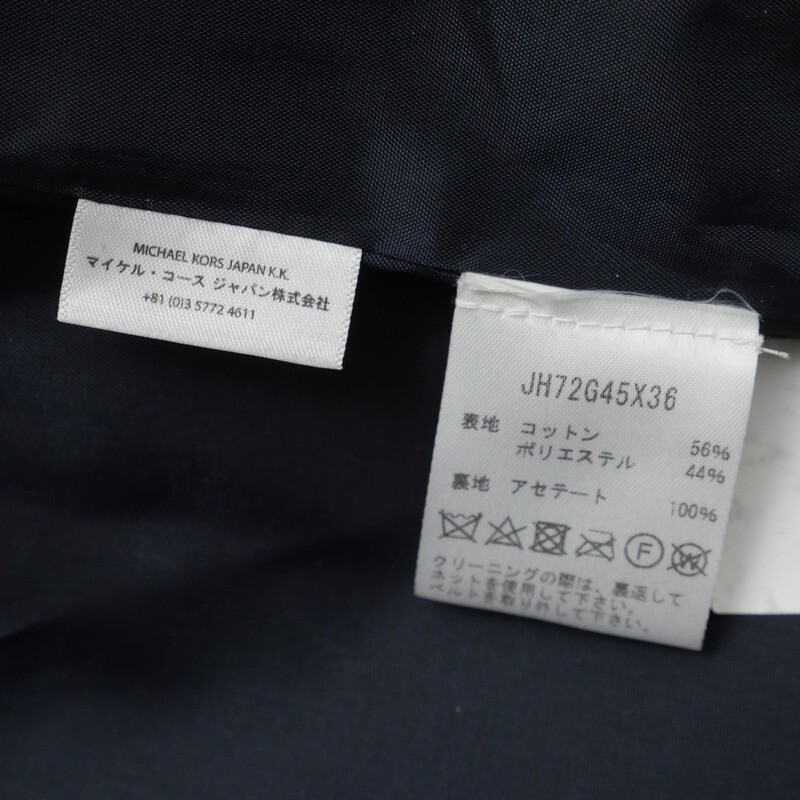 MICHAEL KORS JAPAN K.K.
マイケル・コース ジャパン株式会社
+81 (0)3 5772 4611
JH72G45X36
表地 コットン 56%
ポリエステル 44%
裏地 アセテート 100%
F W
クリーニングの際は、裏返して
ネットを使用して下さい。
ベルトを取り外して下さい。